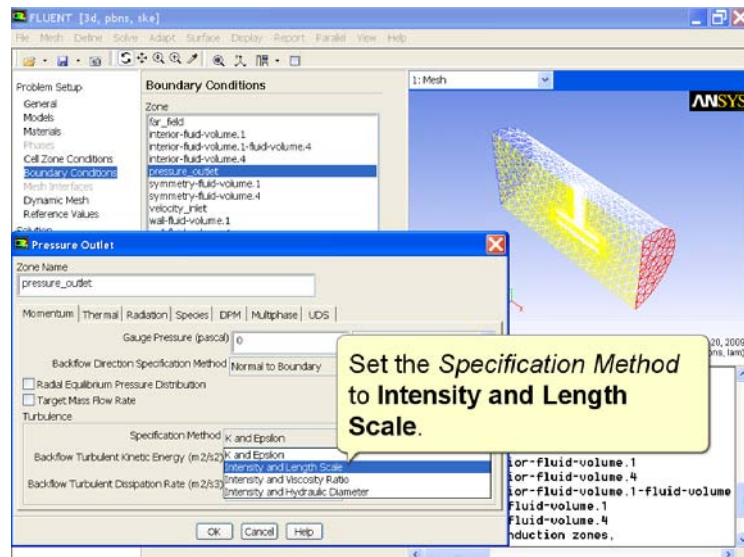 FLUENT [3d, pbns, ske]
File Mesh Define Solve Adapt Surface Display Report Parallel View Help
Problem Setup
General
Models
Materials
Phases
Cell Zone Conditions
Boundary Conditions
Mesh Interfaces
Dynamic Mesh
Reference Values
Solution
Boundary Conditions
Zone
far_field
interior-fluid-volume.1
interior-fluid-volume.1-fluid-volume.4
interior-fluid-volume.4
pressure_outlet
symmetry-fluid-volume.1
symmetry-fluid-volume.4
velocity_inlet
wall-fluid-volume.1
1: Mesh
ANSYS
Pressure Outlet
Zone Name
pressure_outlet
Momentum Thermal Radiation Species DPM Multiphase UDS
Gauge Pressure (pascal) 0
Backflow Direction Specification Method Normal to Boundary
Radial Equilibrium Pressure Distribution
Target Mass Flow Rate
Turbulence
Specification Method K and Epsilon
Backflow Turbulent Kinetic Energy (m2/s2)
Backflow Turbulent Dissipation Rate (m2/s3)
K and Epsilon
Intensity and Length Scale
Intensity and Viscosity Ratio
Intensity and Hydraulic Diameter
OK Cancel Help
Set the Specification Method
to Intensity and Length
Scale.
20, 2009
ns, lam)
ior-fluid-volume.1
ior-fluid-volume.4
ior-fluid-volume.1-fluid-volume
fluid-volume.1
fluid-volume.4
nduction zones,